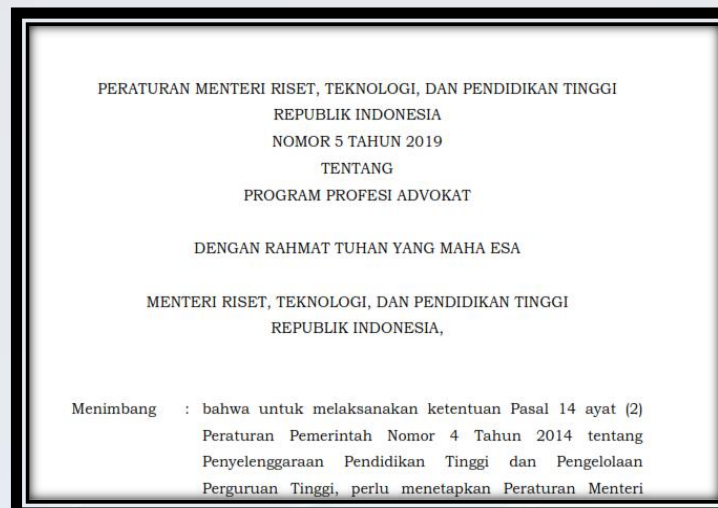 PERATURAN MENTERI RISET, TEKNOLOGI, DAN PENDIDIKAN TINGGI
REPUBLIK INDONESIA
NOMOR 5 TAHUN 2019
TENTANG
PROGRAM PROFESI ADVOKAT
DENGAN RAHMAT TUHAN YANG MAHA ESA
MENTERI RISET, TEKNOLOGI, DAN PENDIDIKAN TINGGI
REPUBLIK INDONESIA,
Menimbang : bahwa untuk melaksanakan ketentuan Pasal 14 ayat (2)
Peraturan Pemerintah Nomor 4 Tahun 2014 tentang
Penyelenggaraan Pendidikan Tinggi dan Pengelolaan
Perguruan Tinggi, perlu menetapkan Peraturan Menteri